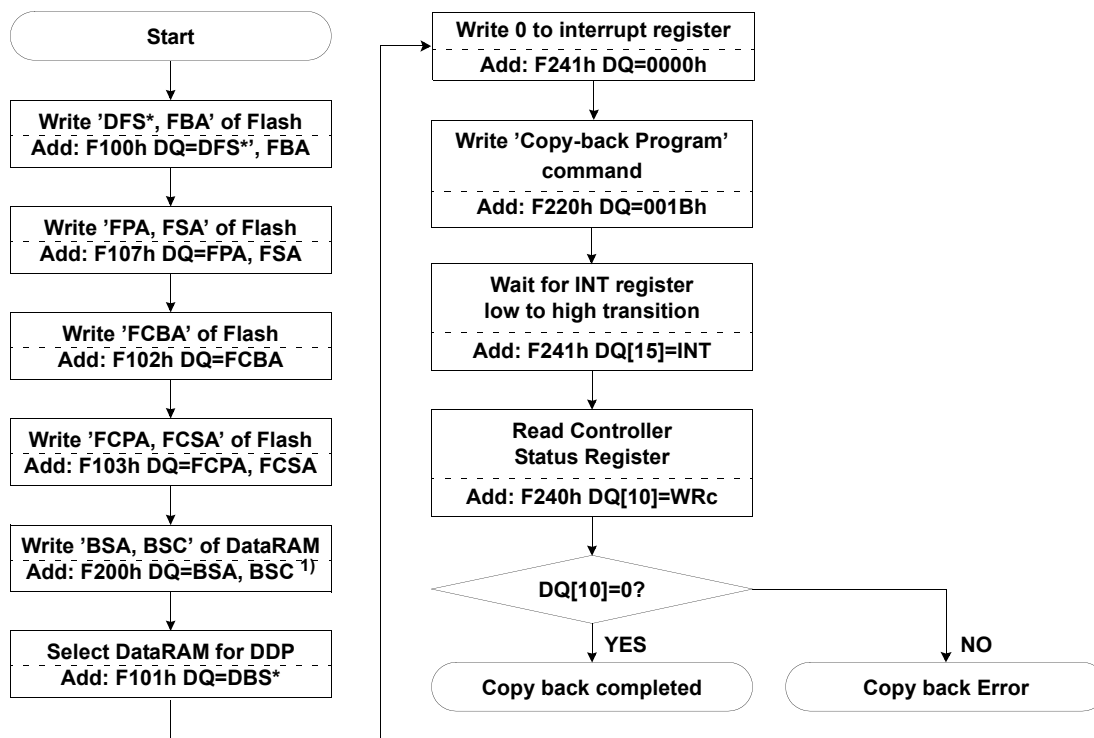 Start
Write 'DFS*, FBA' of Flash
Add: F100h DQ=DFS*', FBA
Write 'FPA, FSA' of Flash
Add: F107h DQ=FPA, FSA
Write 'FCBA' of Flash
Add: F102h DQ=FCBA
Write 'FCPA, FCSA' of Flash
Add: F103h DQ=FCPA, FCSA
Write 'BSA, BSC' of DataRAM
Add: F200h DQ=BSA, BSC 1)
Select DataRAM for DDP
Add: F101h DQ=DBS*
Write 0 to interrupt register
Add: F241h DQ=0000h
Write 'Copy-back Program'
command
Add: F220h DQ=001Bh
Wait for INT register
low to high transition
Add: F241h DQ[15]=INT
Read Controller
Status Register
Add: F240h DQ[10]=WRc
DQ[10]=0?
YES
NO
Copy back completed
Copy back Error